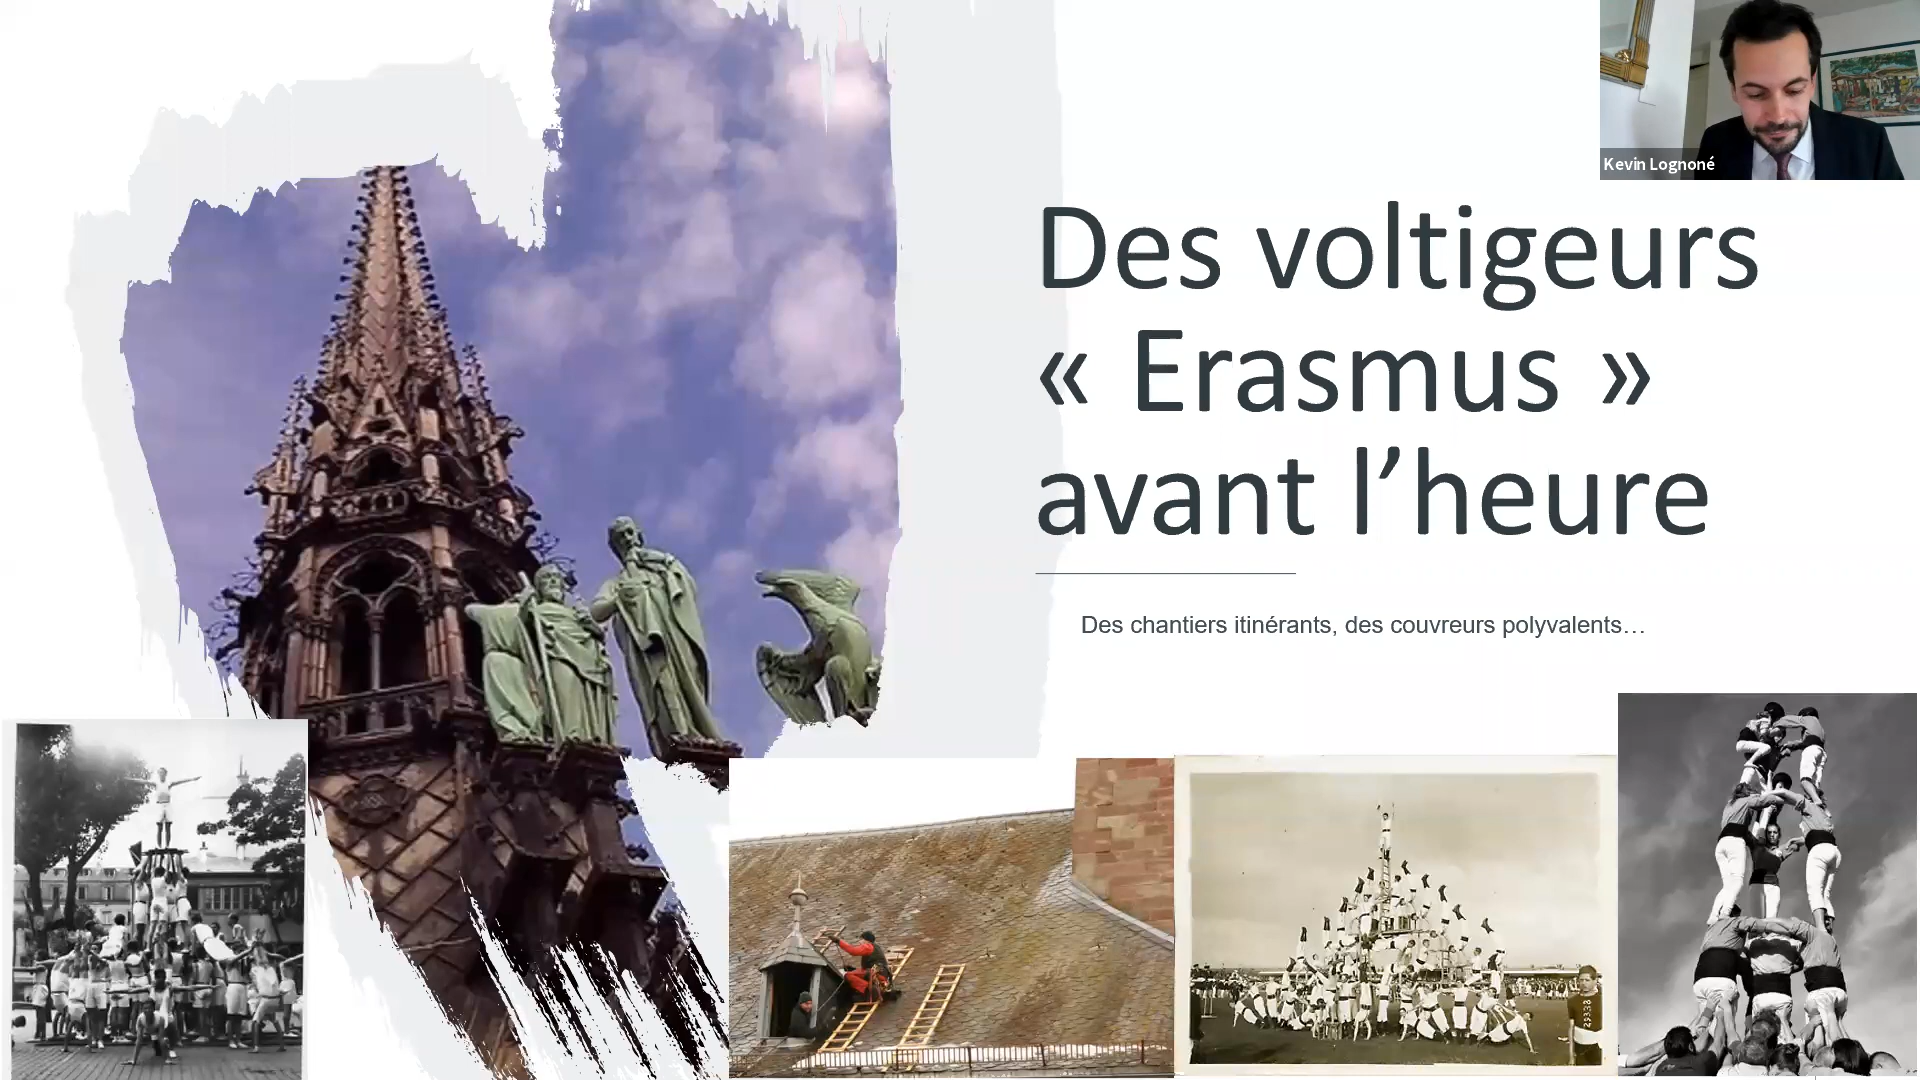 Kevin Lognoné
Des voltigeurs
« Erasmus »
avant l’heure
Des chantiers itinérants, des couvreurs polyvalents…